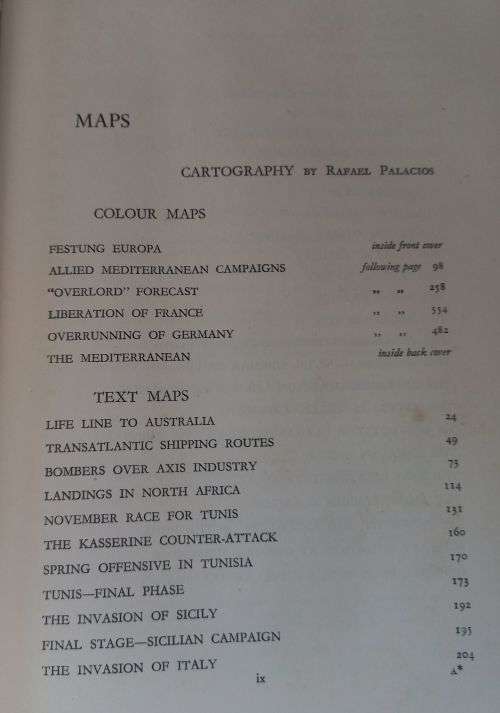 MAPS
CARTOGRAPHY BY RAFAEL PALACIOS
COLOUR MAPS
FESTUNG EUROPA inside front cover
ALLIED MEDITERRANEAN CAMPAIGNS following page 98
"OVERLORD" FORECAST ,, ,, 258
LIBERATION OF FRANCE ,, ,, 354
OVERRUNNING OF GERMANY ,, ,, 482
THE MEDITERRANEAN inside back cover
TEXT MAPS
LIFE LINE TO AUSTRALIA 24
TRANSATLANTIC SHIPPING ROUTES 49
BOMBERS OVER AXIS INDUSTRY 75
LANDINGS IN NORTH AFRICA 114
NOVEMBER RACE FOR TUNIS 131
THE KASSERINE COUNTER-ATTACK 160
SPRING OFFENSIVE IN TUNISIA 170
TUNIS—FINAL PHASE 173
THE INVASION OF SICILY 192
FINAL STAGE—SICILIAN CAMPAIGN 195
THE INVASION OF ITALY 204
ix A*